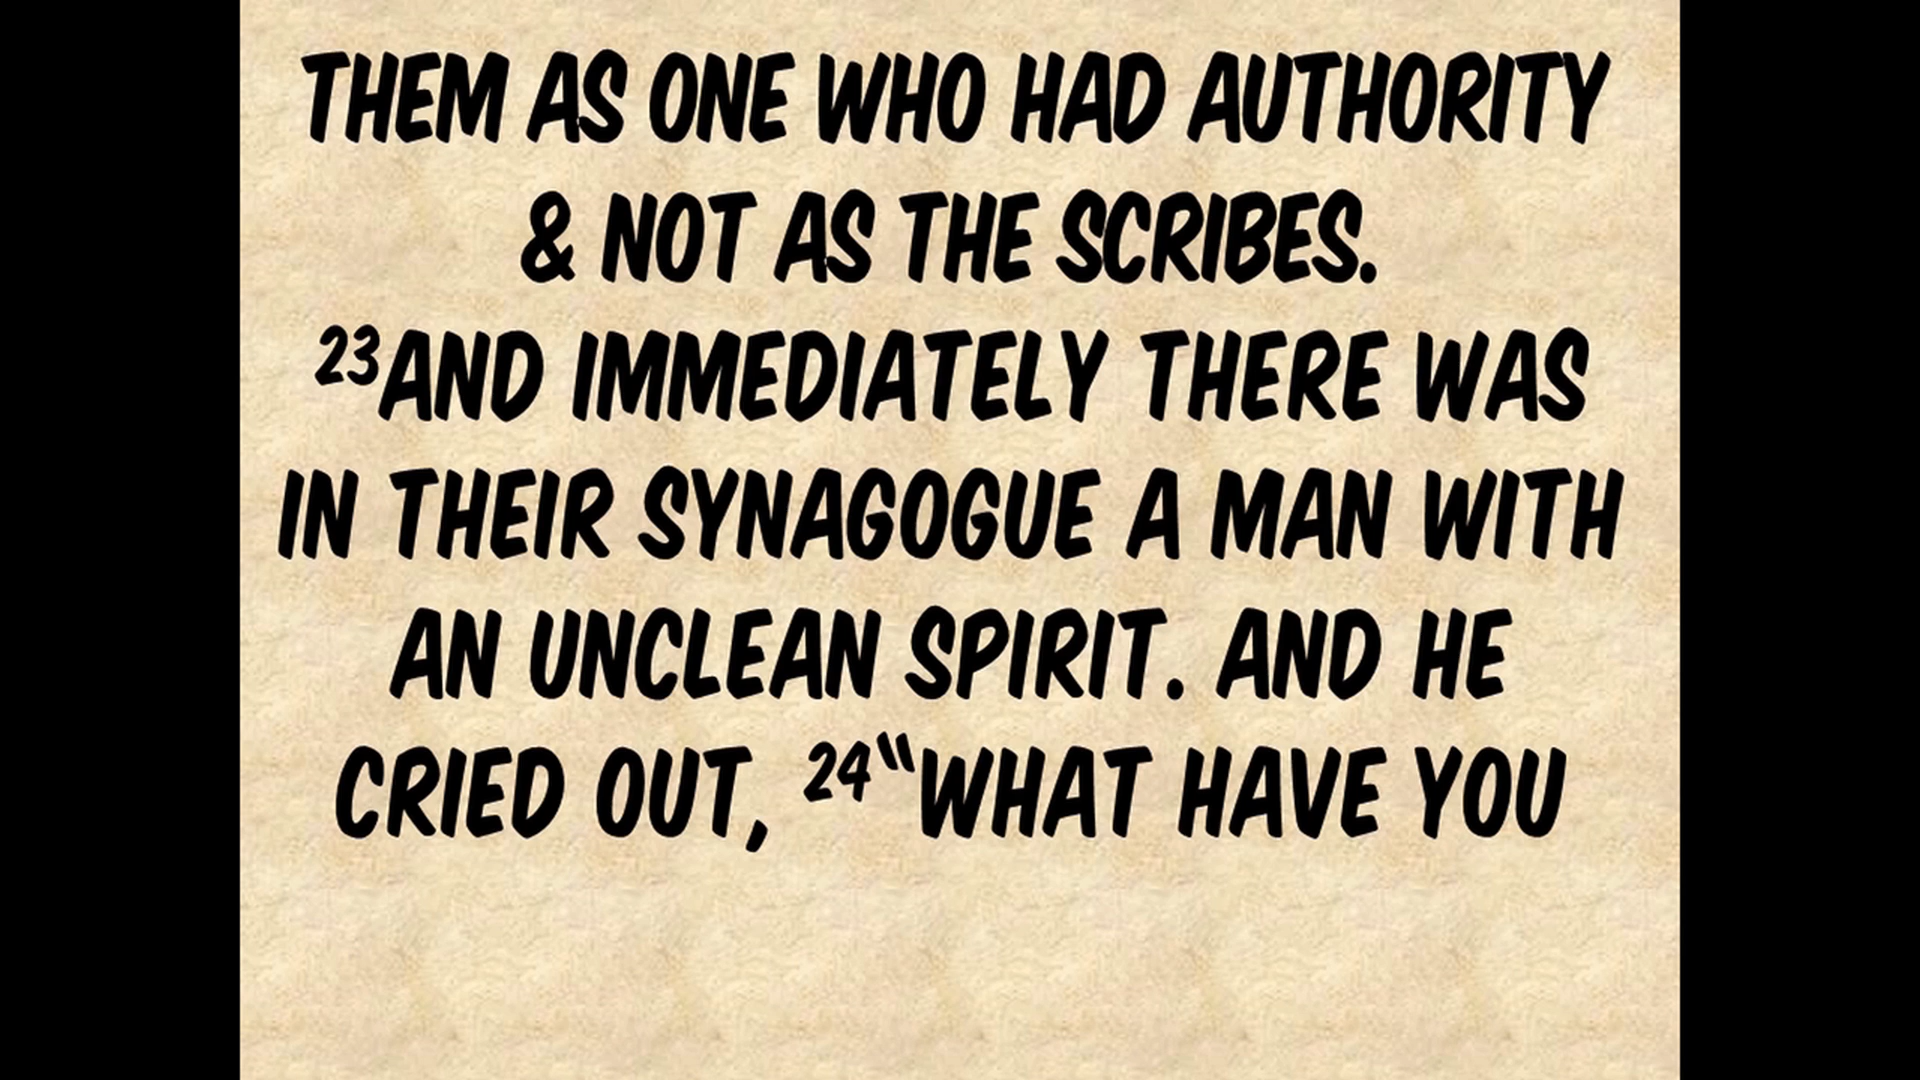 THEM AS ONE WHO HAD AUTHORITY
& NOT AS THE SCRIBES.
²³AND IMMEDIATELY THERE WAS
IN THEIR SYNAGOGUE A MAN WITH
AN UNCLEAN SPIRIT. AND HE
CRIED OUT, ²⁴“WHAT HAVE YOU